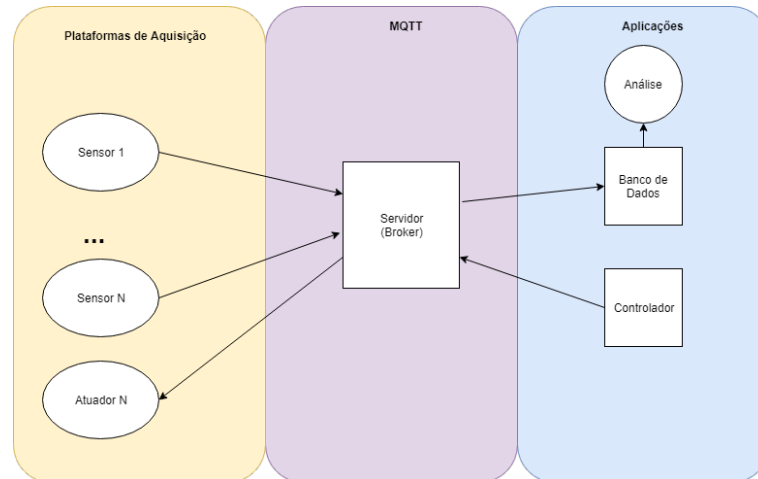 Plataformas de Aquisição
MQTT
Aplicações
Análise
Sensor 1
Banco de
Dados
Servidor
(Broker)
...
Sensor N
Controlador
Atuador N